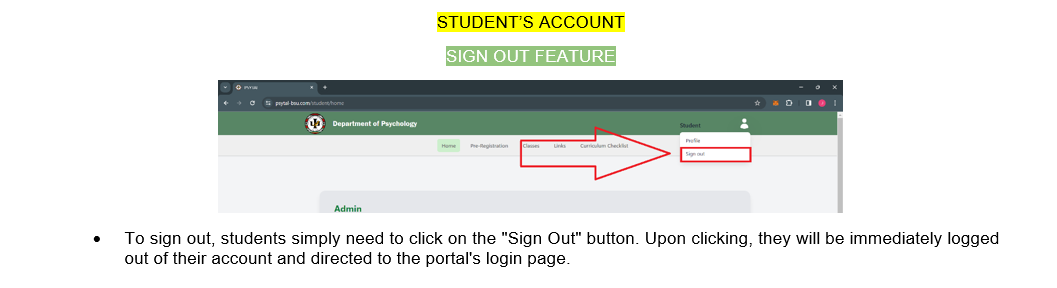 STUDENT'S ACCOUNT
SIGN OUT FEATURE
psytal-bsu.com/student/home
Department of Psychology
Student
Profile
Home Pre-Registration Classes Links Curriculum Checklist
Sign out
Admin
• To sign out, students simply need to click on the "Sign Out" button. Upon clicking, they will be immediately logged
out of their account and directed to the portal's login page.